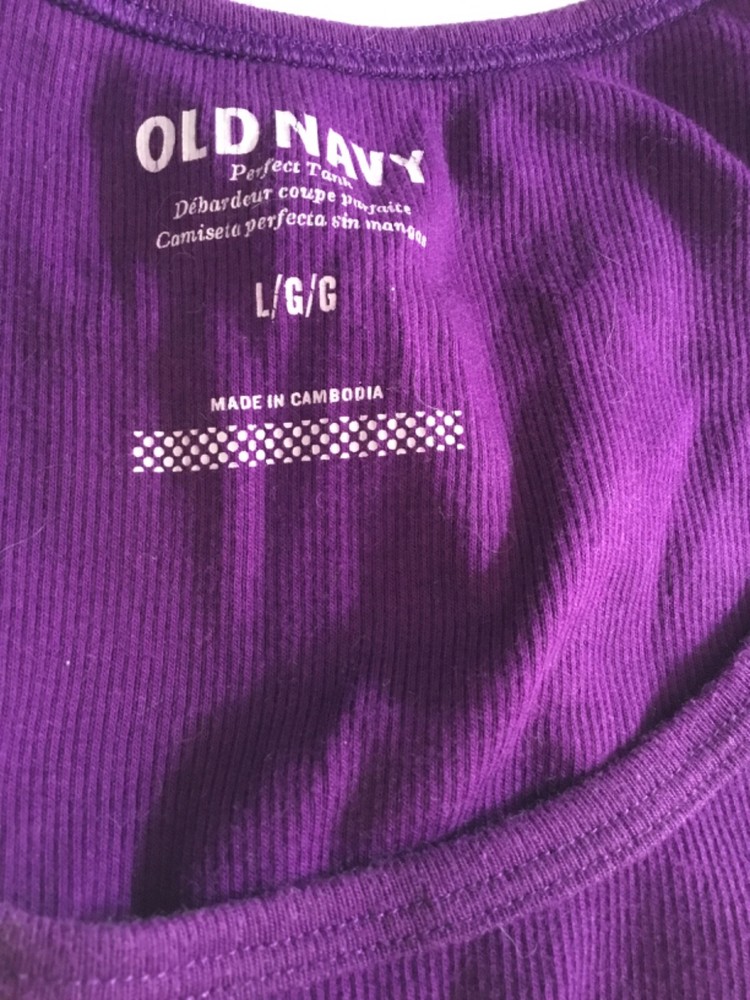 OLD NAVY
Perfect Tank
Débardeur coupe parfaite
Camiseta perfecta sin mangas
L/G/G
MADE IN CAMBODIA